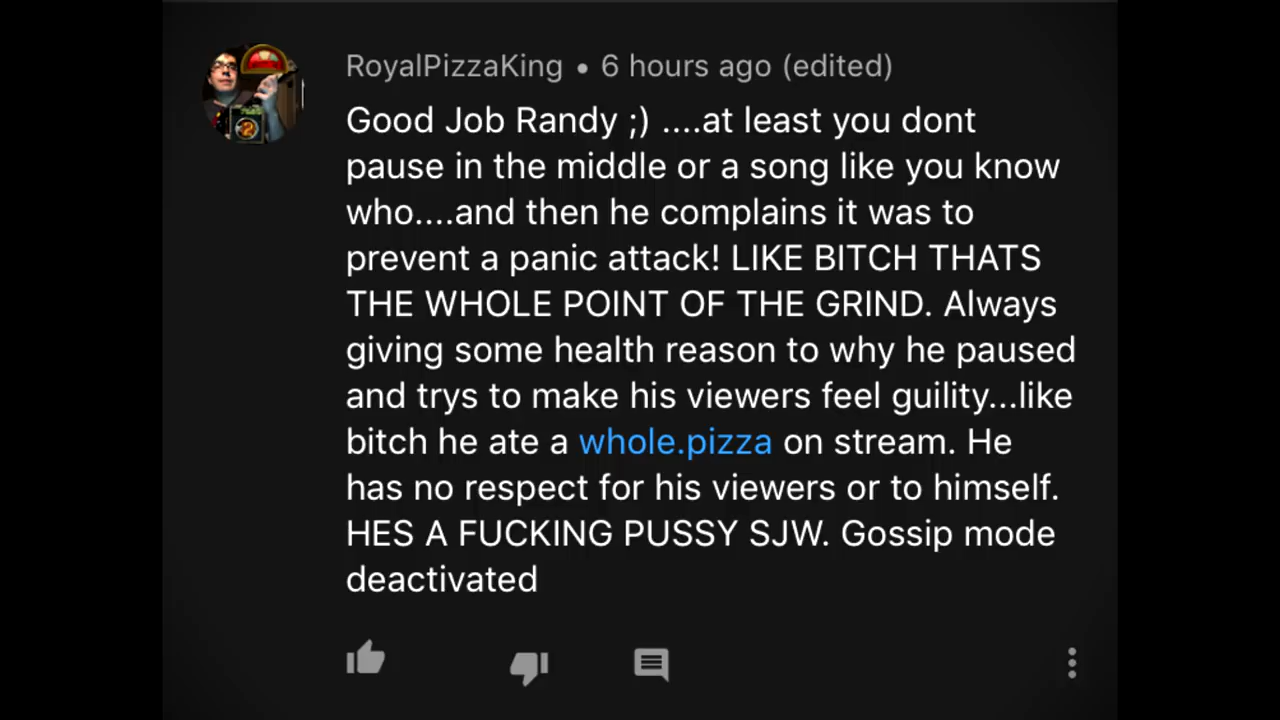 RoyalPizzaKing • 6 hours ago (edited)
Good Job Randy ;) ....at least you dont
pause in the middle or a song like you know
who....and then he complains it was to
prevent a panic attack! LIKE BITCH THATS
THE WHOLE POINT OF THE GRIND. Always
giving some health reason to why he paused
and trys to make his viewers feel guility...like
bitch he ate a whole.pizza on stream. He
has no respect for his viewers or to himself.
HES A FUCKING PUSSY SJW. Gossip mode
deactivated